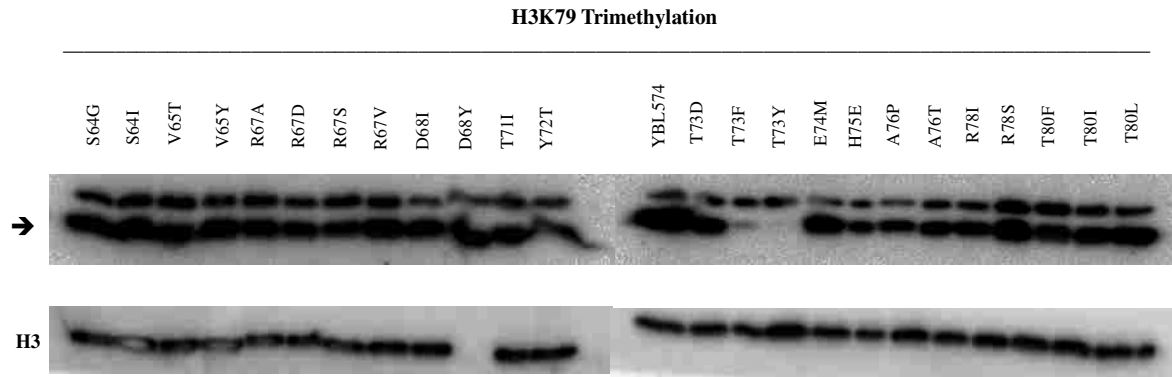 H3K79 Trimethylation
S64G
S64I
V65T
V65Y
R67A
R67D
R67S
R67V
D68I
D68Y
T71I
Y72T
YBL574
T73D
T73F
T73Y
E74M
H75E
A76P
A76T
R78I
R78S
T80F
T80I
T80L
➔
H3